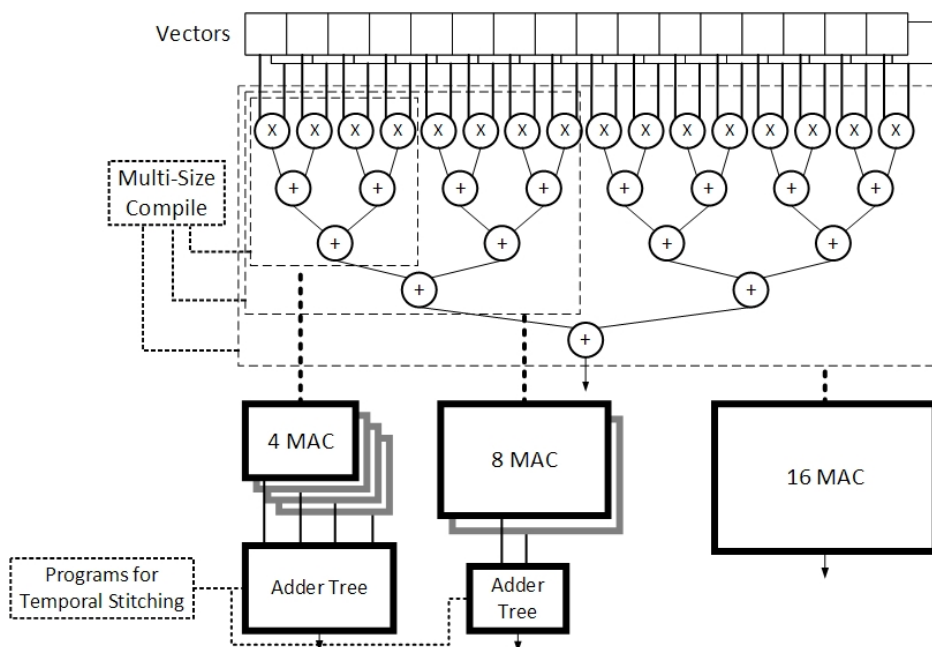 Vectors
X X X X X X X X X X X X X X X X
+ + + + + + + +
Multi-Size
Compile
+ + + +
+ +
+
4 MAC
8 MAC
16 MAC
Programs for
Temporal Stitching
Adder Tree
Adder
Tree